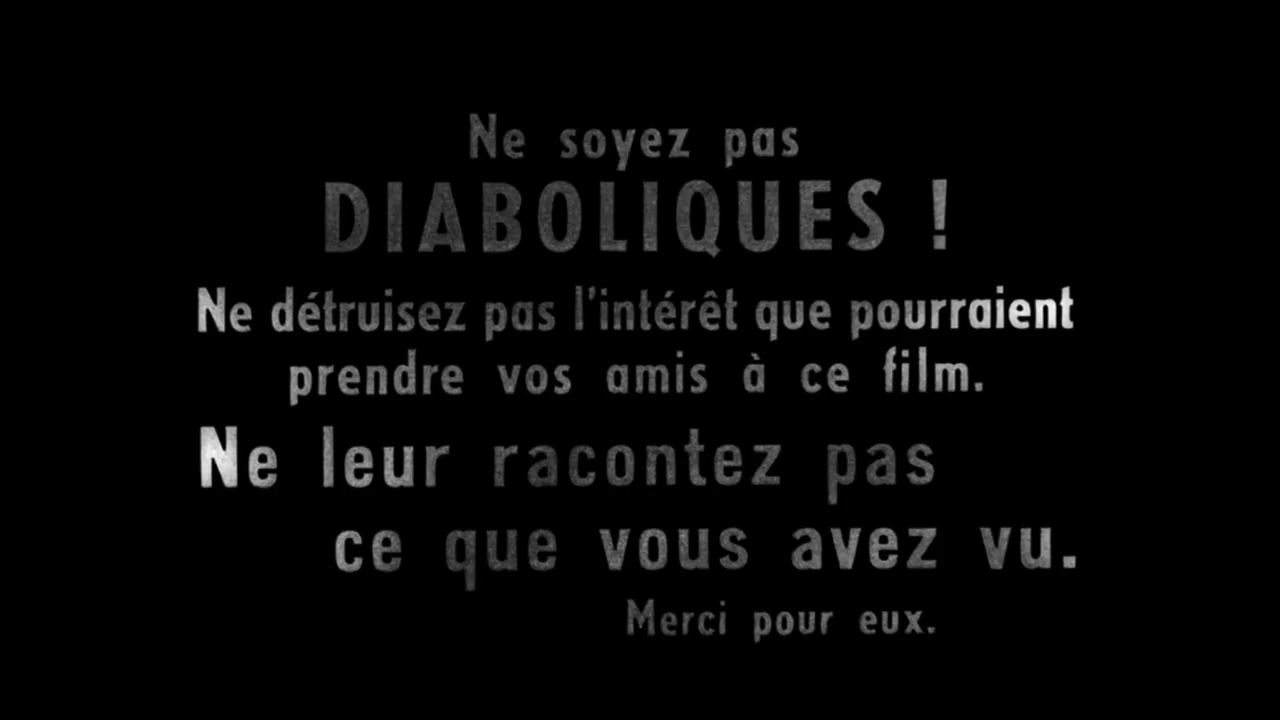 Ne soyez pas
DIABOLIQUES !
Ne détruisez pas l'intérêt que pourraient
prendre vos amis à ce film.
Ne leur racontez pas
ce que vous avez vu.
Merci pour eux.